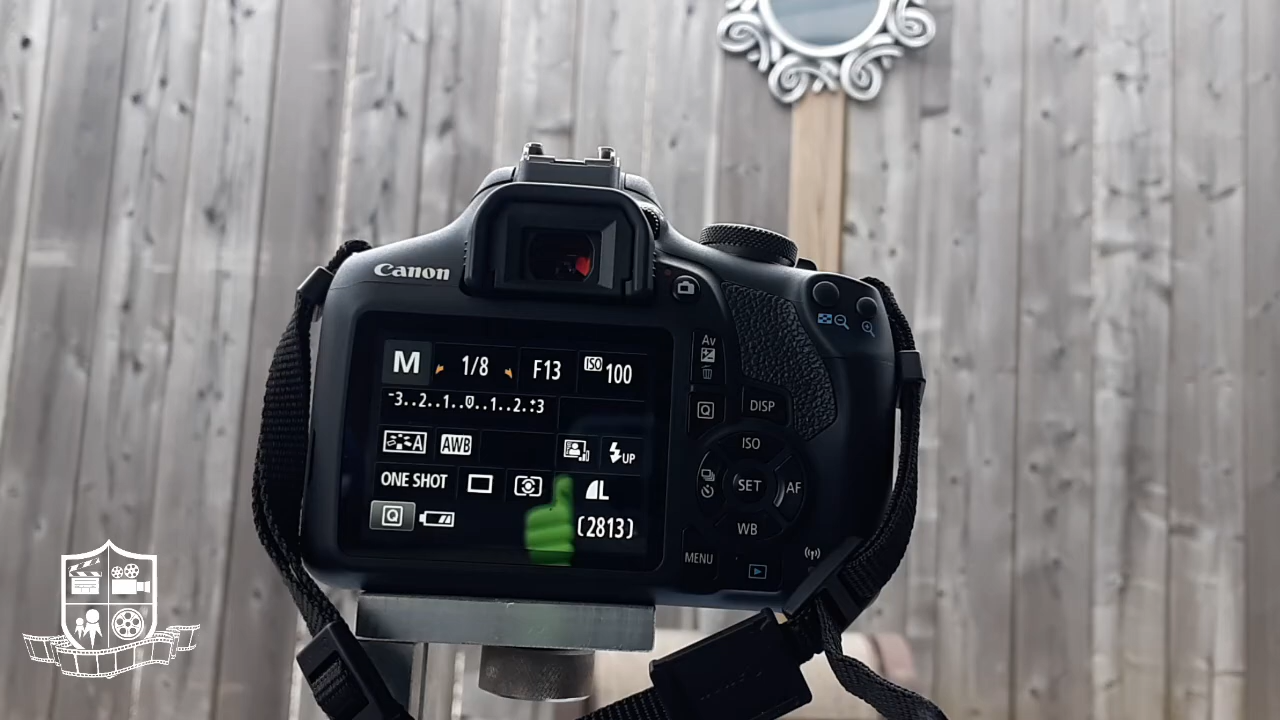 Canon
M 1/8 F13 ISO 100
-3..2..1..0..1..2.:+3
A AWB UP
ONE SHOT L
Q (2813)
Av
Q DISP
ISO
SET AF
WB
MENU